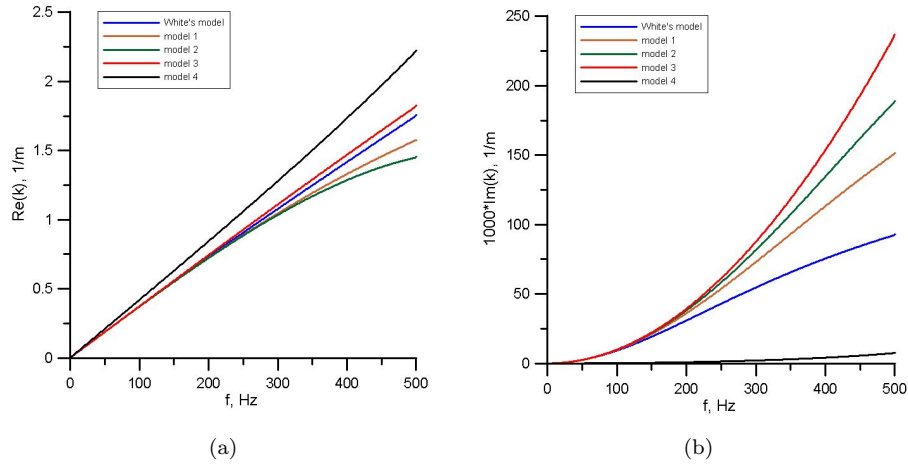 2.5
2
1.5
1
0.5
0
Re(k), 1/m
White's model
model 1
model 2
model 3
model 4
0 100 200 300 400 500
f, Hz
(a)
250
200
150
100
50
0
1000*Im(k), 1/m
White's model
model 1
model 2
model 3
model 4
0 100 200 300 400 500
f, Hz
(b)